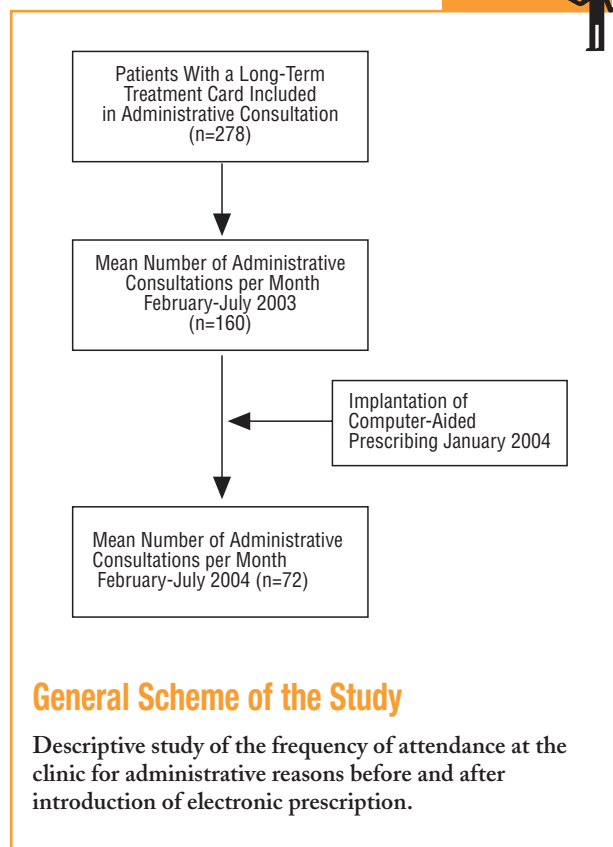 Patients With a Long-Term
Treatment Card Included
in Administrative Consultation
(n=278)
Mean Number of Administrative
Consultations per Month
February-July 2003
(n=160)
Implantation of
Computer-Aided
Prescribing January 2004
Mean Number of Administrative
Consultations per Month
February-July 2004 (n=72)
General Scheme of the Study
Descriptive study of the frequency of attendance at the
clinic for administrative reasons before and after
introduction of electronic prescription.